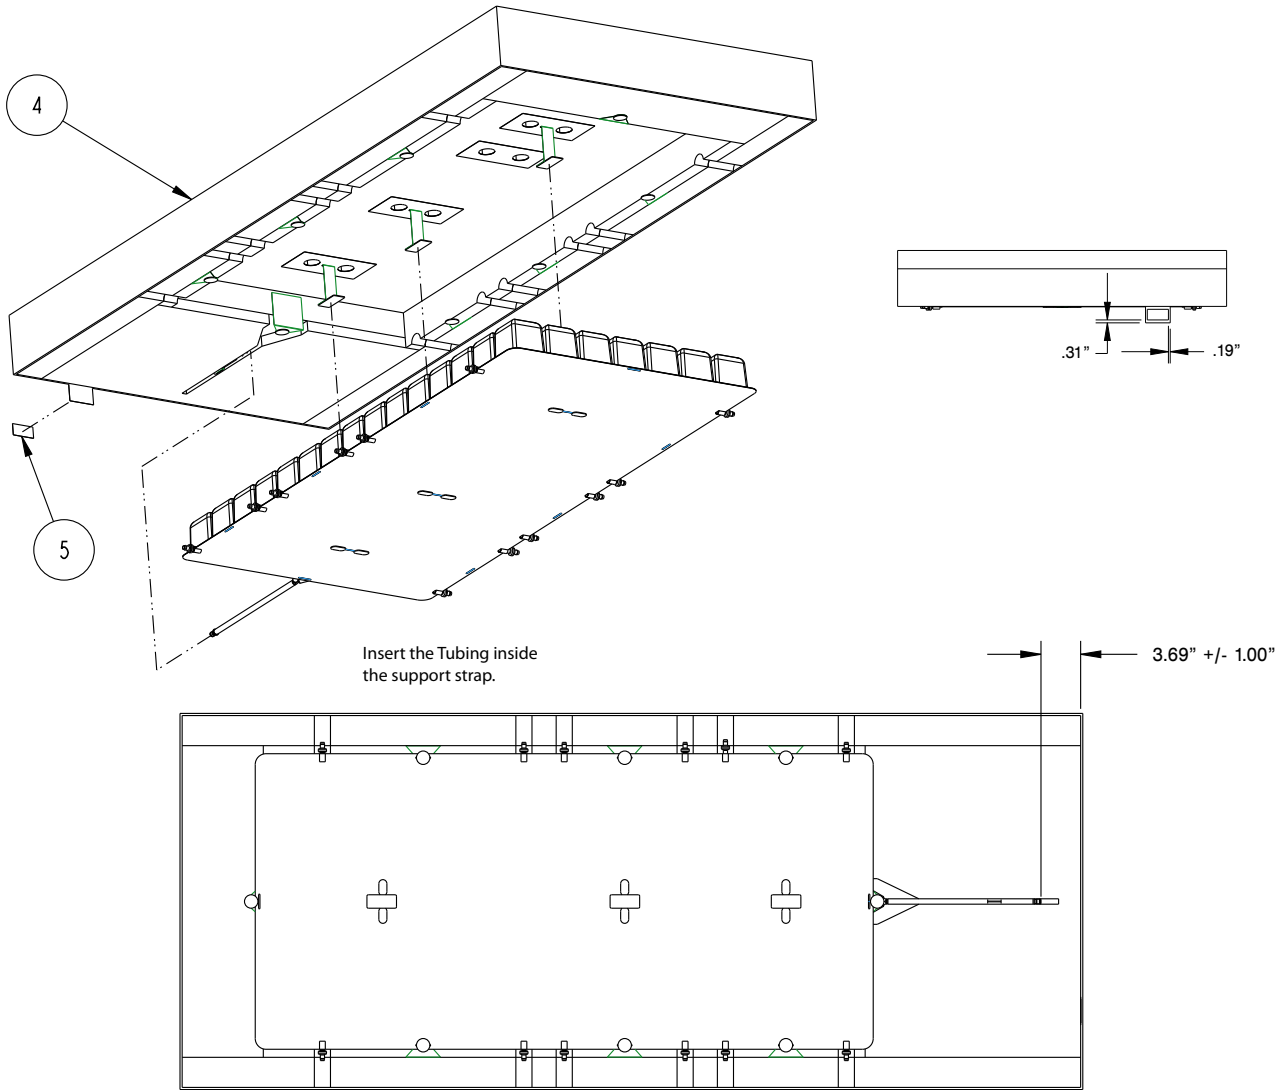 4
.31”
.19”
5
Insert the Tubing inside
the support strap.
3.69” +/- 1.00”